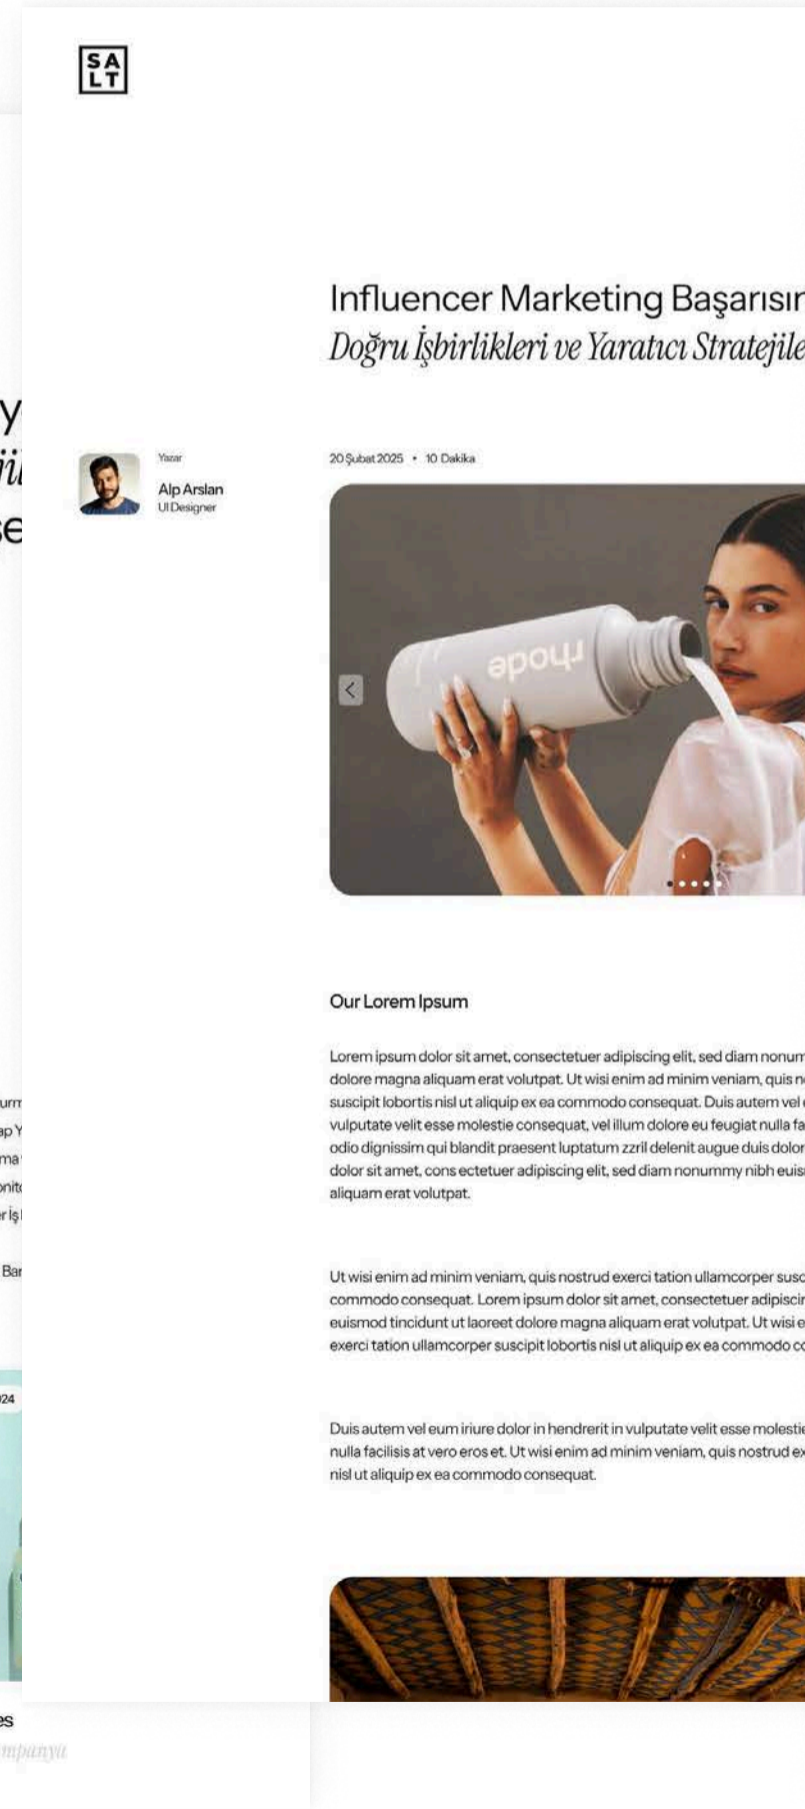 SA
LT
Influencer Marketing Başarısın
Doğru İşbirlikleri ve Yaratıcı Stratejile
Yazar
Alp Arslan
UI Designer
20 Şubat 2025 • 10 Dakika
rhode
Our Lorem Ipsum
Lorem ipsum dolor sit amet, consectetuer adipiscing elit, sed diam nonum
dolore magna aliquam erat volutpat. Ut wisi enim ad minim veniam, quis n
suscipit lobortis nisl ut aliquip ex ea commodo consequat. Duis autem vel
vulputate velit esse molestie consequat, vel illum dolore eu feugiat nulla fa
odio dignissim qui blandit praesent luptatum zzril delenit augue duis dolor
dolor sit amet, cons ectetuer adipiscing elit, sed diam nonummy nibh euis
aliquam erat volutpat.
Ut wisi enim ad minim veniam, quis nostrud exerci tation ullamcorper susc
commodo consequat. Lorem ipsum dolor sit amet, consectetuer adipiscin
euismod tincidunt ut laoreet dolore magna aliquam erat volutpat. Ut wisi e
exerci tation ullamcorper suscipit lobortis nisl ut aliquip ex ea commodo co
Duis autem vel eum iriure dolor in hendrerit in vulputate velit esse molestie
nulla facilisis at vero eros et. Ut wisi enim ad minim veniam, quis nostrud ex
nisl ut aliquip ex ea commodo consequat.